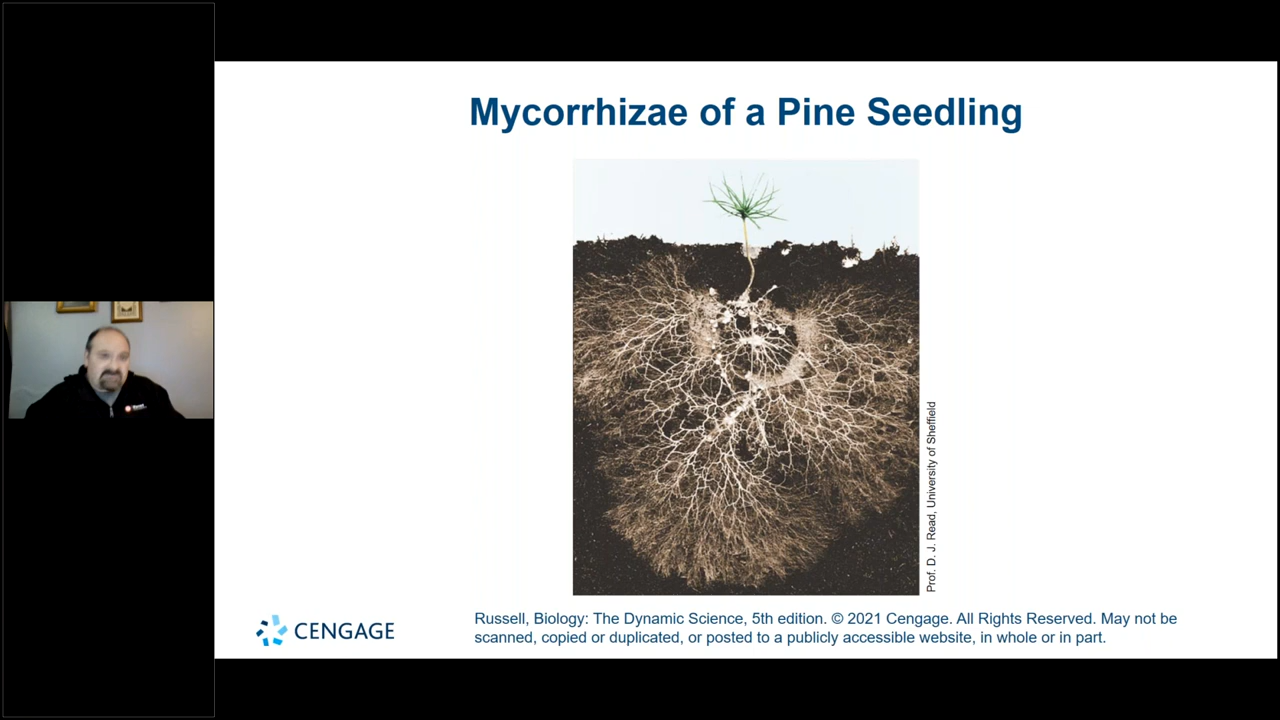 Mycorrhizae of a Pine Seedling
Prof. D. J. Read, University of Sheffield
CENGAGE
Russell, Biology: The Dynamic Science, 5th edition. © 2021 Cengage. All Rights Reserved. May not be
scanned, copied or duplicated, or posted to a publicly accessible website, in whole or in part.